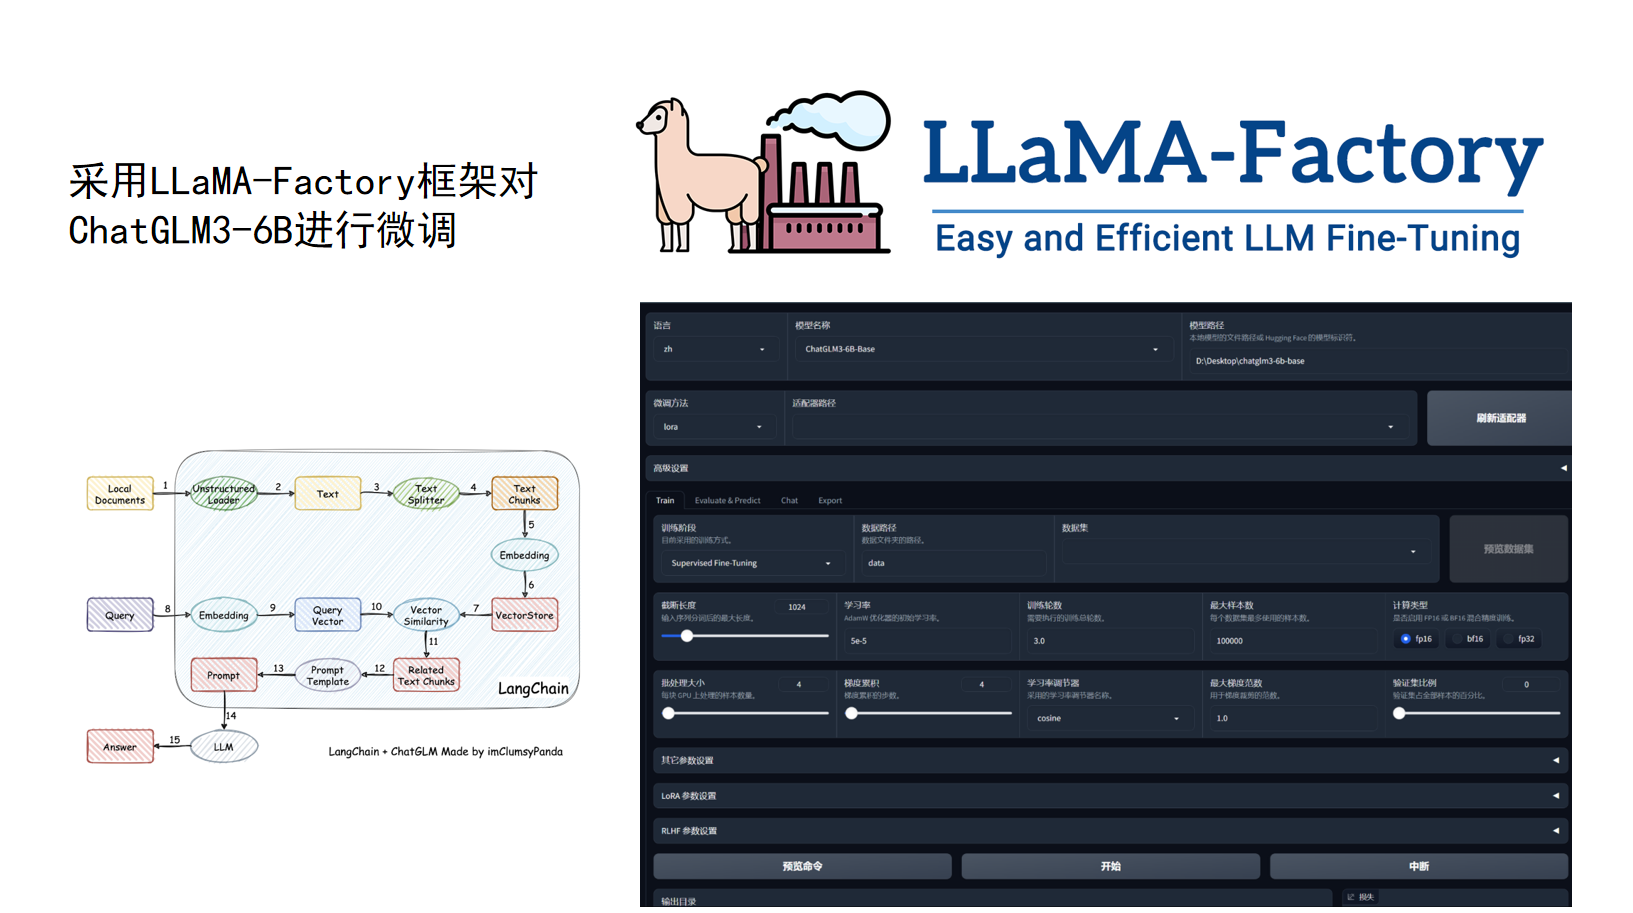 采用LLaMA-Factory框架对
ChatGLM3-6B进行微调
LLaMA-Factory
Easy and Efficient LLM Fine-Tuning
Local
Documents
1
Unstructured
Loader
2
Text
3
Text
Splitter
4
Text
Chunks
5
Embedding
6
Query
8
Embedding
9
Query
Vector
10
Vector
Similarity
7
VectorStore
11
Prompt
13
Prompt
Template
12
Related
Text Chunks
LangChain
14
Answer
15
LLM
LangChain + ChatGLM Made by imClumsyPanda
语言
zh
模型名称
ChatGLM3-6B-Base
模型路径
本地模型的文件路径或 Hugging Face 的模型标识符。
D:\Desktop\chatglm3-6b-base
微调方法
lora
适配器路径
刷新适配器
高级设置
Train
Evaluate & Predict
Chat
Export
训练阶段
目前采用的训练方式。
Supervised Fine-Tuning
数据路径
数据文件夹的路径。
data
数据集
预览数据集
截断长度
1024
输入序列分词后的最大长度。
学习率
AdamW 优化器的初始学习率。
5e-5
训练轮数
需要执行的训练总轮数。
3.0
最大样本数
每个数据集最多使用的样本数。
100000
计算类型
是否启用 FP16 或 BF16 混合精度训练。
fp16
bf16
fp32
批处理大小
4
每块 GPU 上处理的样本数量。
梯度累积
4
梯度累积的步数。
学习率调节器
采用的学习率调节器名称。
cosine
最大梯度范数
用于梯度裁剪的范数。
1.0
验证集比例
0
验证集占全部样本的百分比。
其它参数设置
LoRA 参数设置
RLHF 参数设置
预览命令
开始
中断
输出目录
损失